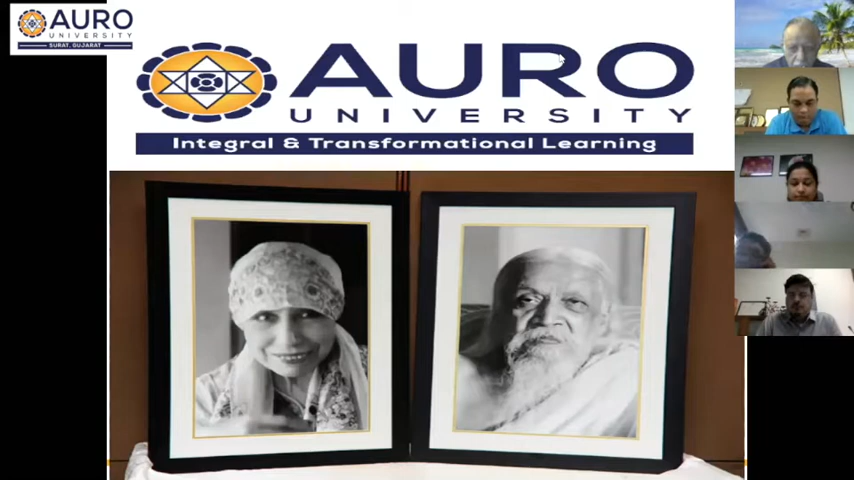 AURO
UNIVERSITY
SURAT, GUJARAT
AURO
UNIVERSITY
Integral & Transformational Learning